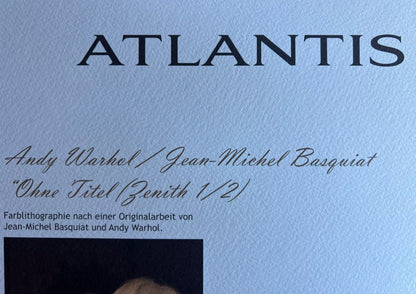 ATLANTIS
Andy Warhol / Jean-Michel Basquiat
"Ohne Titel (Zenith 1/2)
Farblithographie nach einer Originalarbeit von
Jean-Michel Basquiat und Andy Warhol.